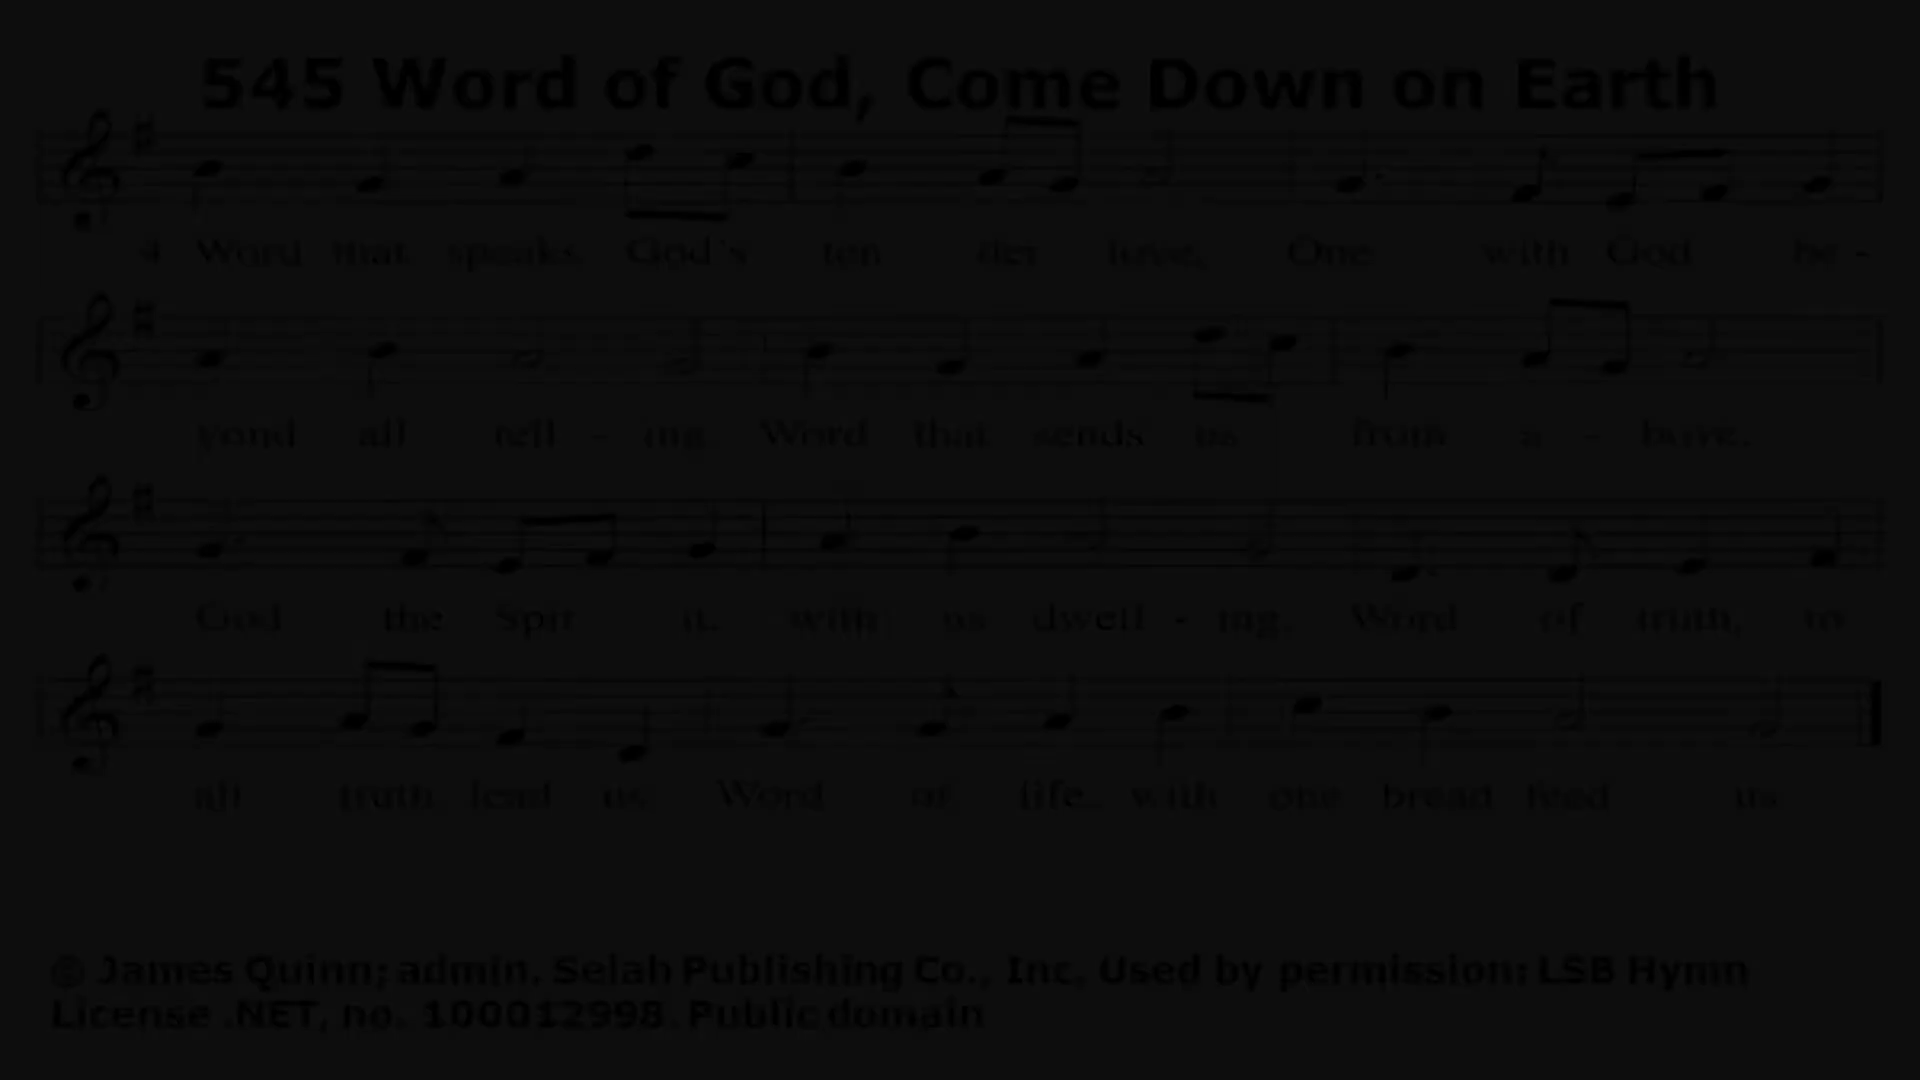 545 Word of God, Come Down on Earth
4 Word that speaks God's ten der love, One with God be -
yond all tell - ing, Word that sends us from a - bove,
God the Spir it, with us dwell - ing, Word of truth, to
all truth lead us Word of life, with one bread feed us
© James Quinn; admin. Selah Publishing Co., Inc. Used by permission: LSB Hymn
License .NET, no. 100012998. Public domain